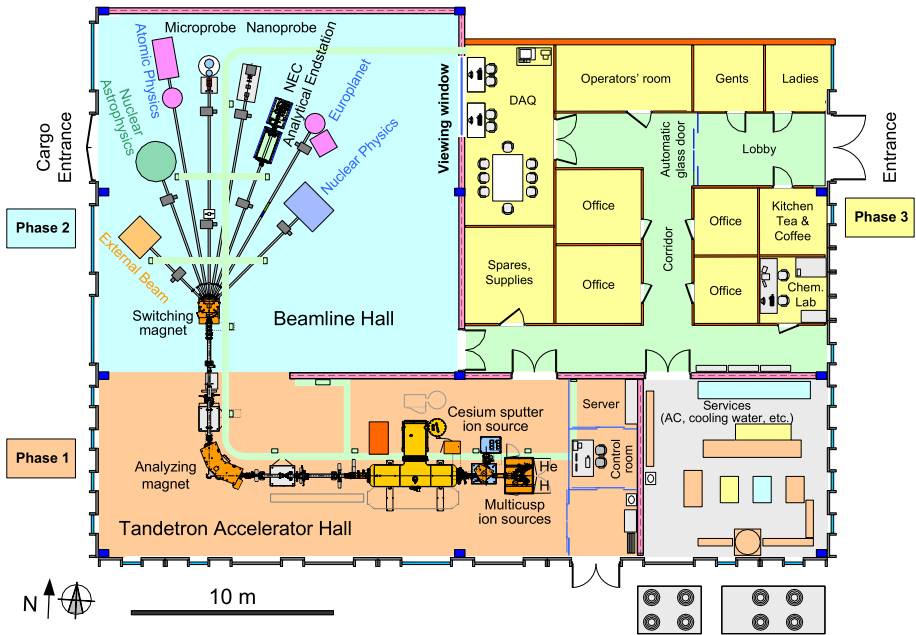 Microprobe
Nanoprobe
Atomic Physics
Nuclear
Astrophysics
NEC
Analytical Endstation
Europlanet
Nuclear Physics
External Beam
Switching
magnet
Beamline Hall
Cargo
Entrance
Viewing window
DAQ
Operators' room
Gents
Ladies
Automatic
glass door
Lobby
Entrance
Office
Office
Office
Office
Corridor
Kitchen
Tea &
Coffee
Chem.
Lab
Spares,
Supplies
Phase 2
Phase 3
Phase 1
Analyzing
magnet
Tandetron Accelerator Hall
Cesium sputter
ion source
He
H
Multicusp
ion sources
Server
Control
room
Services
(AC, cooling water, etc.)
N
10 m